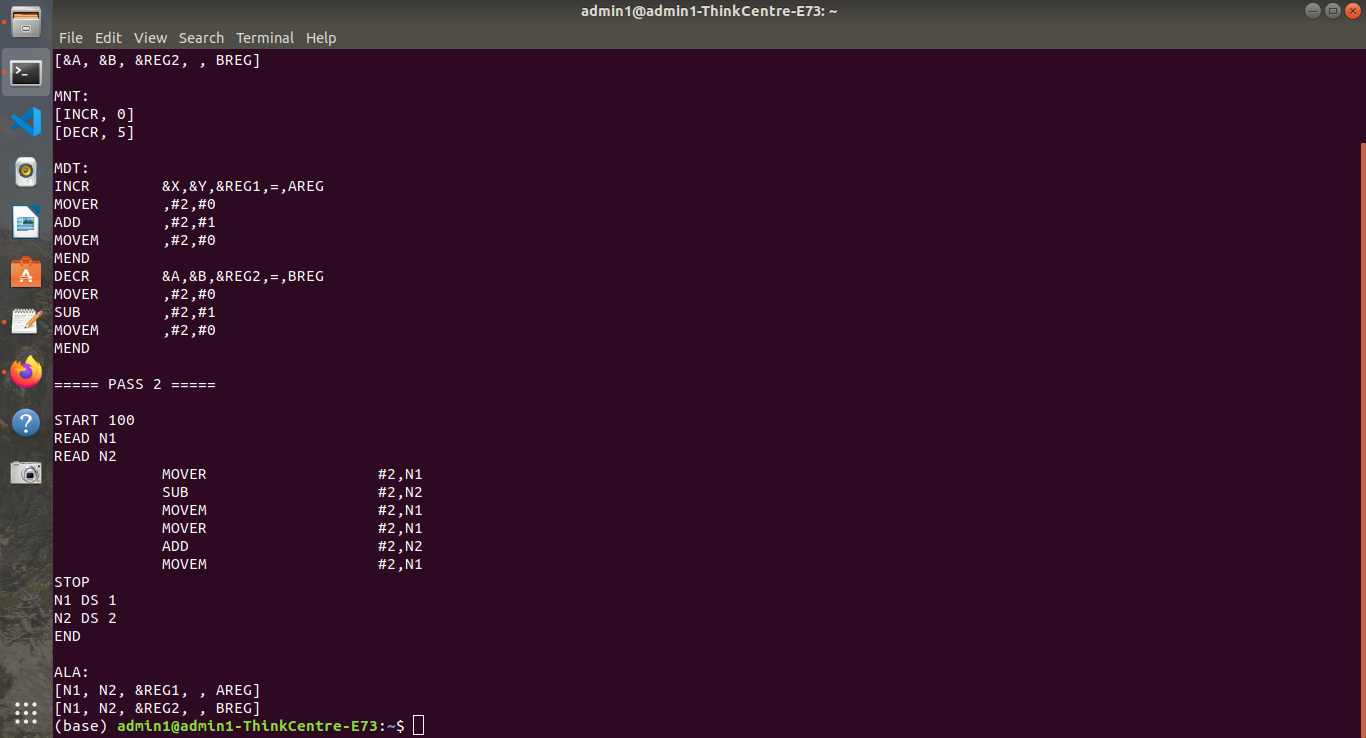 admin1@admin1-ThinkCentre-E73: ~
File Edit View Search Terminal Help
[&A, &B, &REG2, , BREG]
MNT:
[INCR, 0]
[DECR, 5]
MDT:
INCR &X,&Y,&REG1,=,AREG
MOVER ,#2,#0
ADD ,#2,#1
MOVEM ,#2,#0
MEND
DECR &A,&B,&REG2,=,BREG
MOVER ,#2,#0
SUB ,#2,#1
MOVEM ,#2,#0
MEND
===== PASS 2 =====
START 100
READ N1
READ N2
MOVER #2,N1
SUB #2,N2
MOVEM #2,N1
MOVER #2,N1
ADD #2,N2
MOVEM #2,N1
STOP
N1 DS 1
N2 DS 2
END
ALA:
[N1, N2, &REG1, , AREG]
[N1, N2, &REG2, , BREG]
(base) admin1@admin1-ThinkCentre-E73:~$